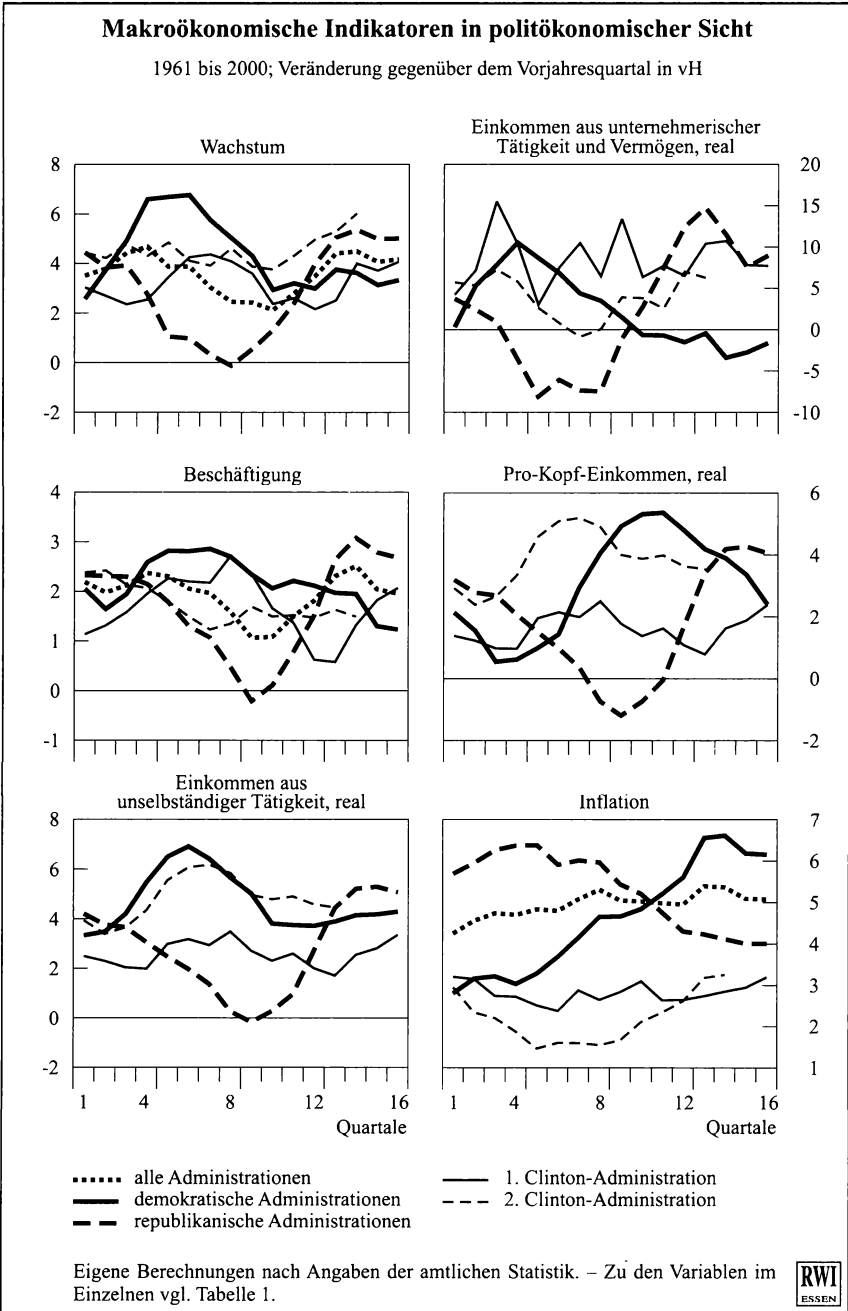 Makroökonomische Indikatoren in politökonomischer Sicht
1961 bis 2000; Veränderung gegenüber dem Vorjahresquartal in vH
Wachstum
8
6
4
2
0
-2
Einkommen aus unternehmerischer
Tätigkeit und Vermögen, real
20
15
10
5
0
-5
-10
Beschäftigung
4
3
2
1
0
-1
Pro-Kopf-Einkommen, real
6
4
2
0
-2
Einkommen aus
unselbständiger Tätigkeit, real
8
6
4
2
0
-2
1 4 8 12 16
Quartale
Inflation
7
6
5
4
3
2
1
1 4 8 12 16
Quartale
alle Administrationen
demokratische Administrationen
republikanische Administrationen
1. Clinton-Administration
2. Clinton-Administration
Eigene Berechnungen nach Angaben der amtlichen Statistik. – Zu den Variablen im
Einzelnen vgl. Tabelle 1.
RWI
ESSEN